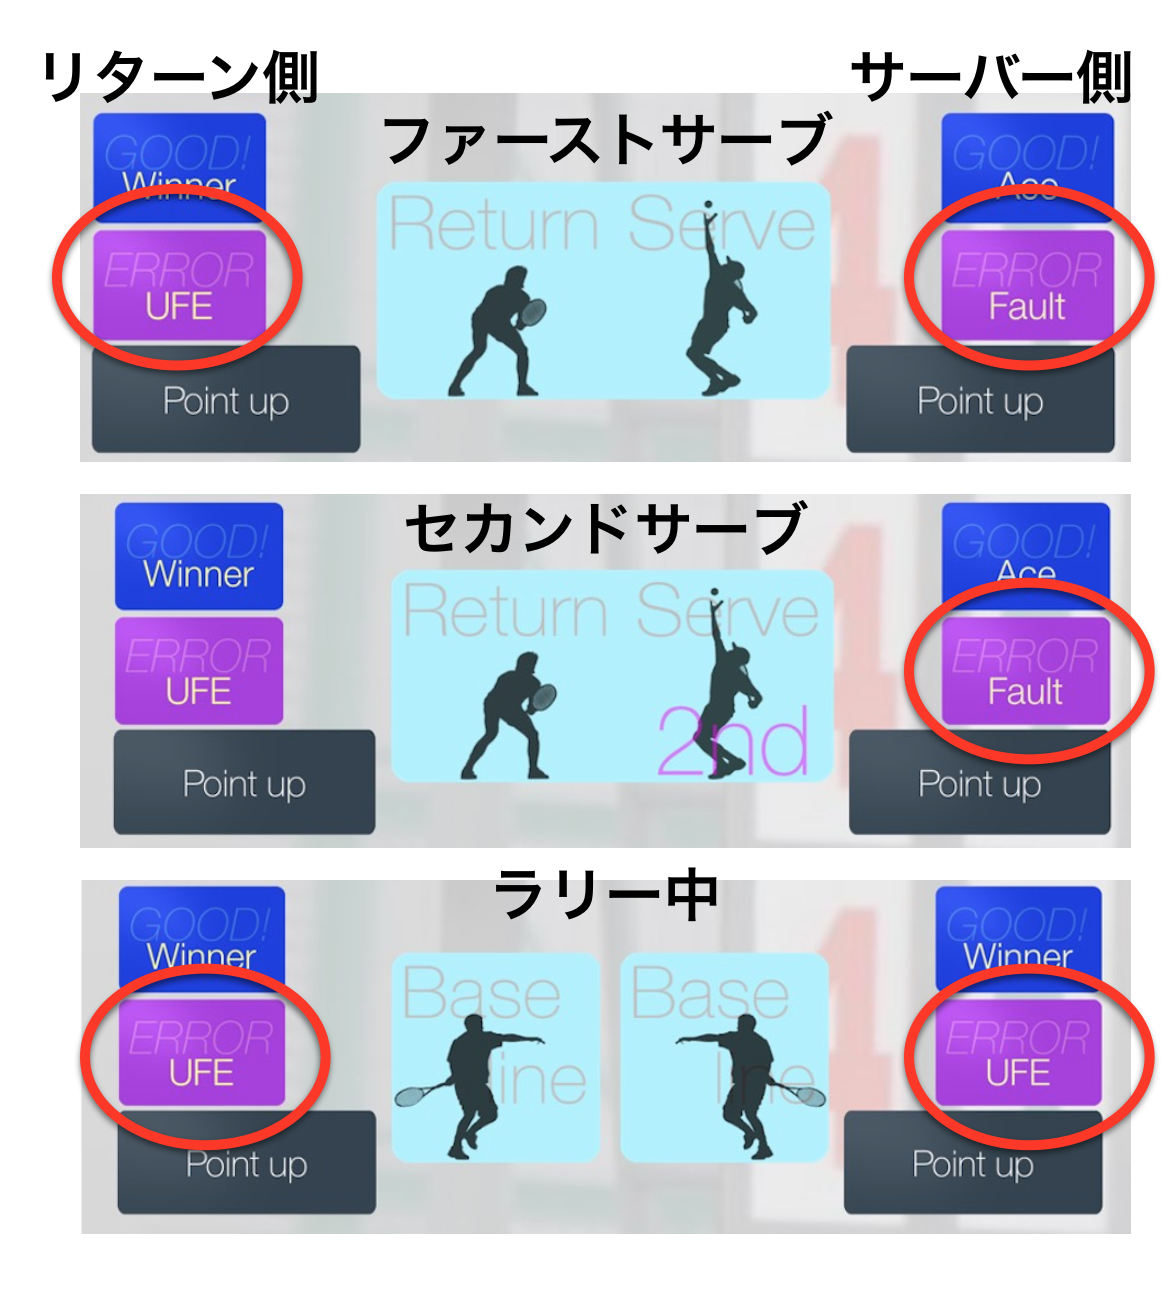 リターン側
サーバー側
ファーストサーブ
GOOD!
Winner
ERROR
UFE
Point up
Return Serve
GOOD!
Ace
ERROR
Fault
Point up
セカンドサーブ
GOOD!
Winner
ERROR
UFE
Point up
Return Serve
2nd
GOOD!
Ace
ERROR
Fault
Point up
ラリー中
GOOD!
Winner
ERROR
UFE
Point up
Base
line
Base
line
GOOD!
Winner
ERROR
UFE
Point up